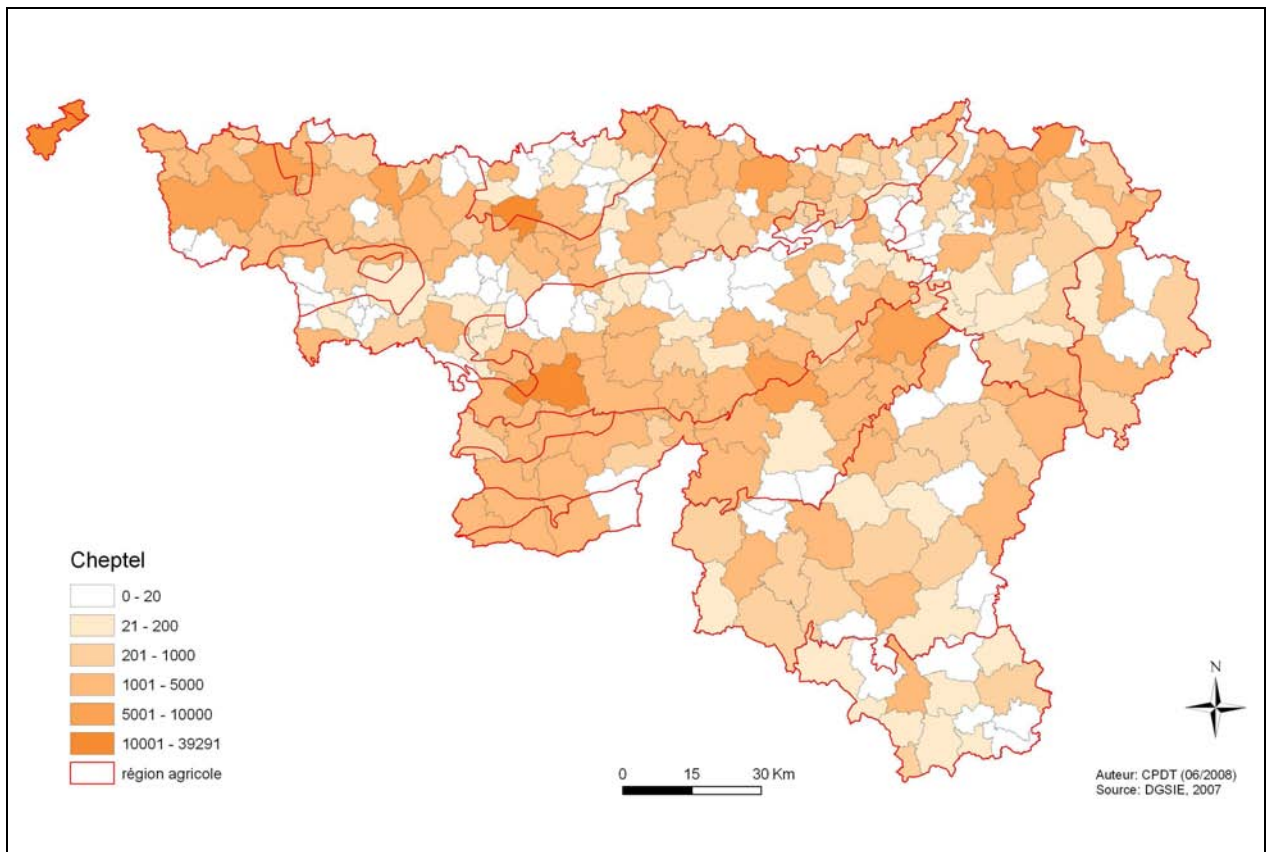 Cheptel
0 - 20
21 - 200
201 - 1000
1001 - 5000
5001 - 10000
10001 - 39291
région agricole
0 15 30 Km
N
Auteur: CPDT (06/2008)
Source: DGSIE, 2007